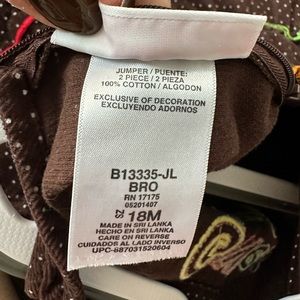 JUMPER / PUENTE:
2 PIECE / 2 PIEZA
100% COTTON / ALGODON
EXCLUSIVE OF DECORATION
EXCLUYENDO ADORNOS
B13335-JL
BRO
RN 17175
05201407
SZ 18M
MADE IN SRI LANKA
HECHO EN SRI LANKA
CARE ON REVERSE
CUIDADOS AL LADO INVERSO
UPC-887031520604